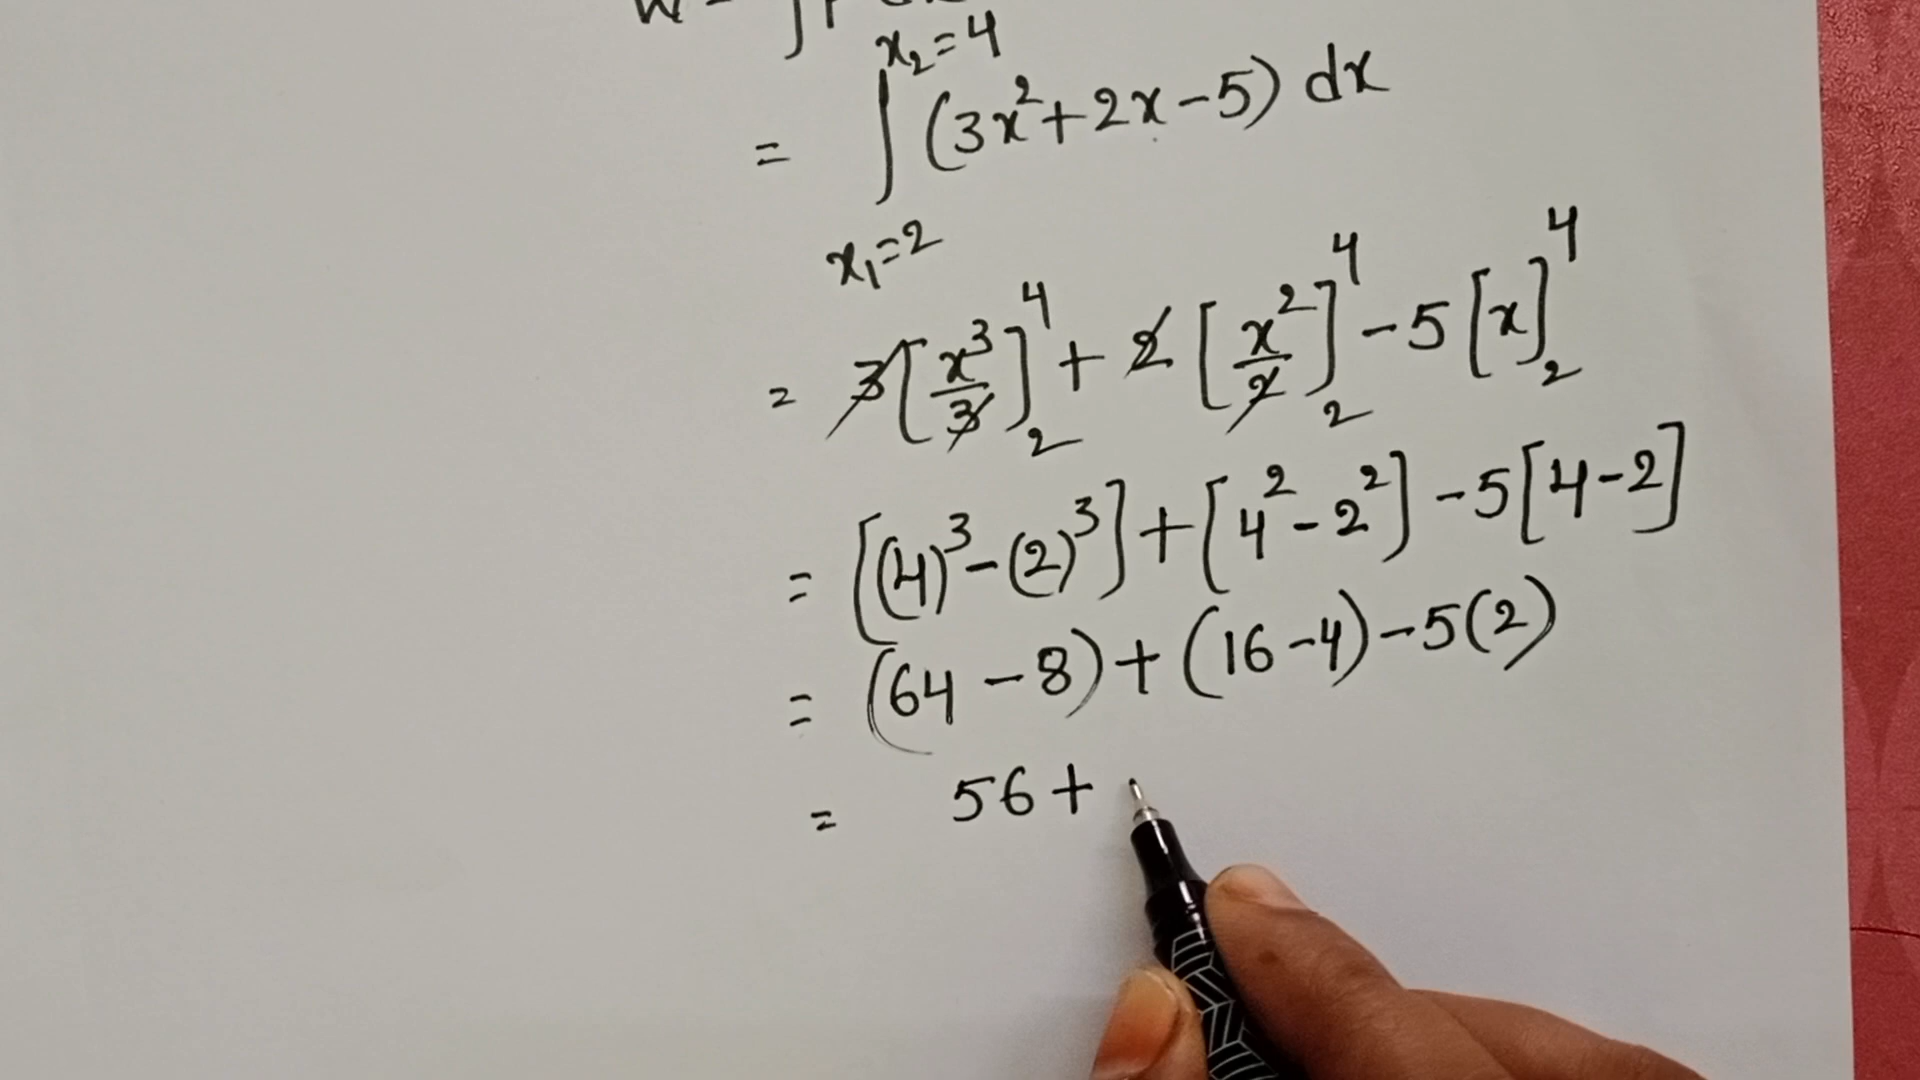 x₂=4
= ∫ (3x²+2x-5) dx
x₁=2
= 3[x³/3]₂⁴ + 2[x²/2]₂⁴ - 5[x]₂⁴
= [(4)³-(2)³]+[4²-2²]-5[4-2]
= (64-8)+(16-4)-5(2)
= 56+